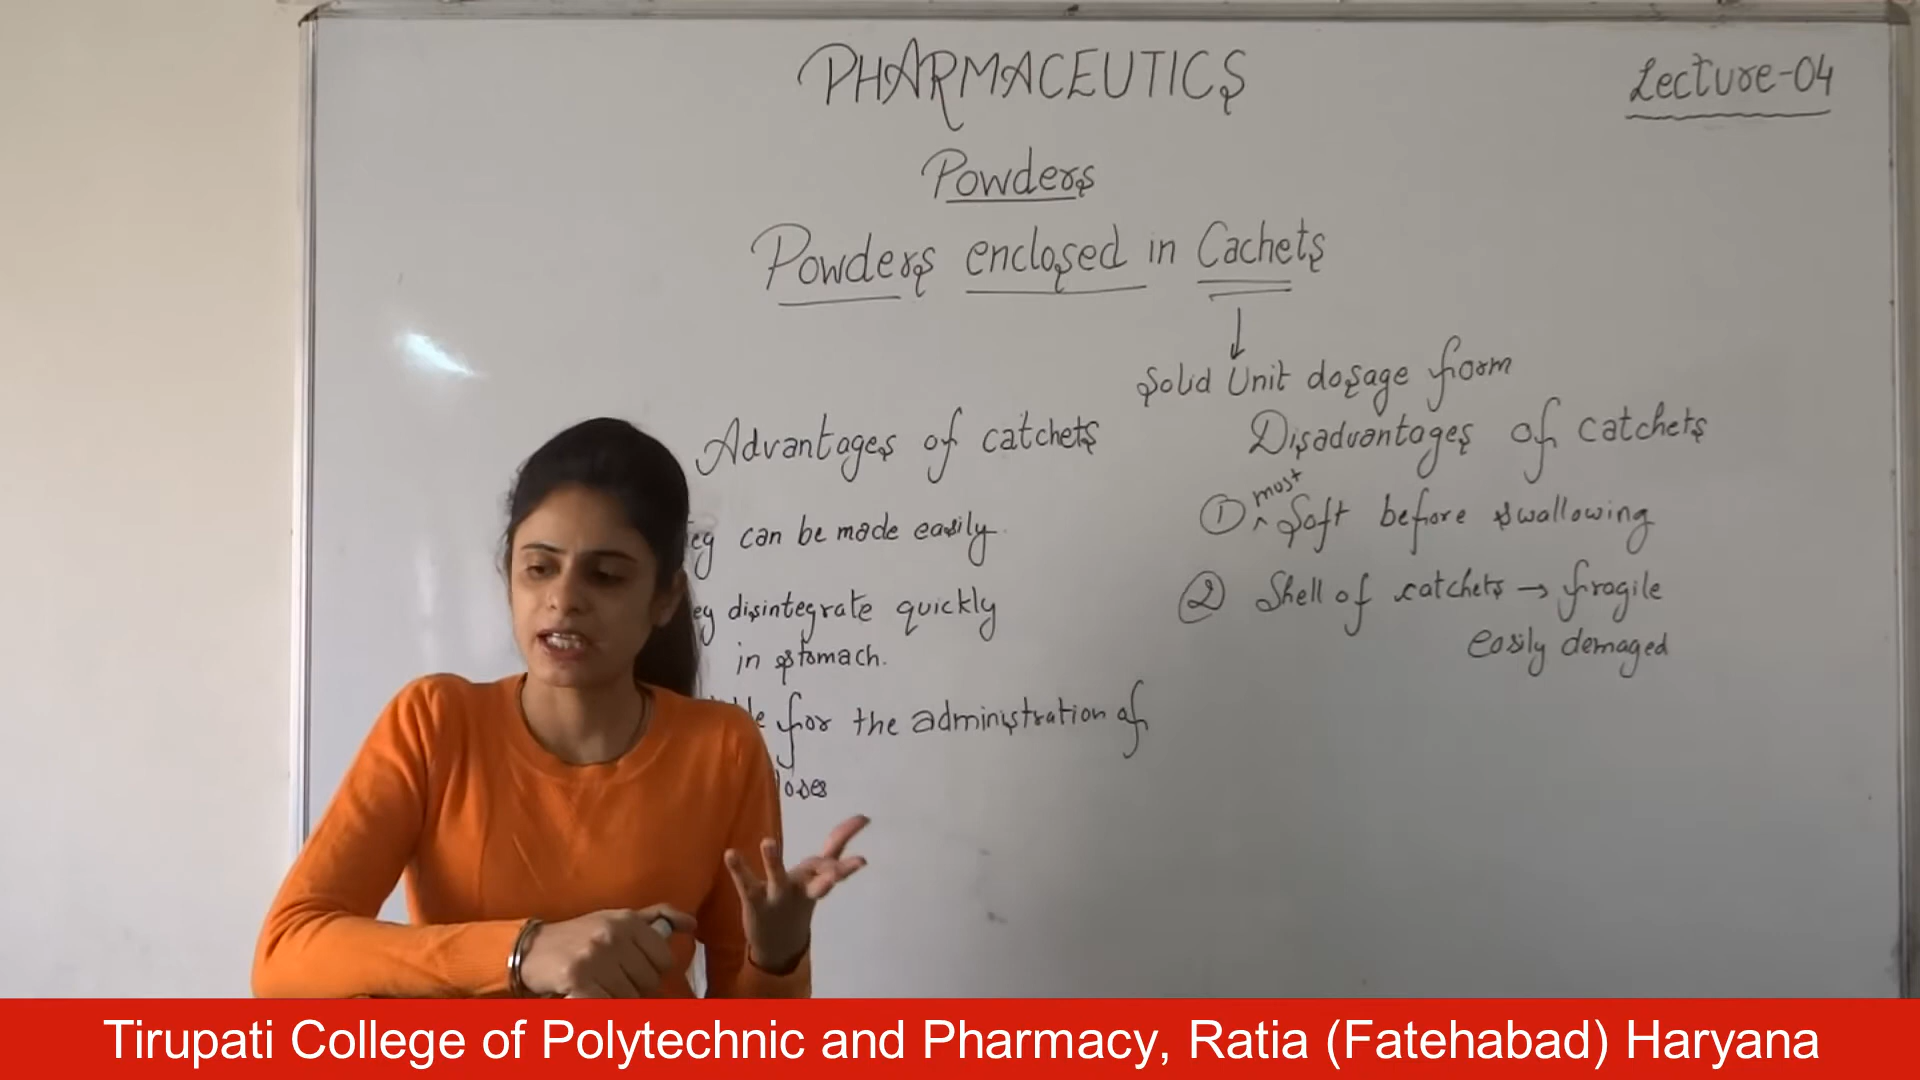 PHARMACEUTICS
Lecture-04
Powders
Powders enclosed in Cachets
Solid Unit dosage form
Advantages of catchets
can be made easily.
disintegrate quickly
in stomach.
for the administration of
Disadvantages of catchets
① most Soft before swallowing
② Shell of catchets → fragile
easily demaged
Tirupati College of Polytechnic and Pharmacy, Ratia (Fatehabad) Haryana